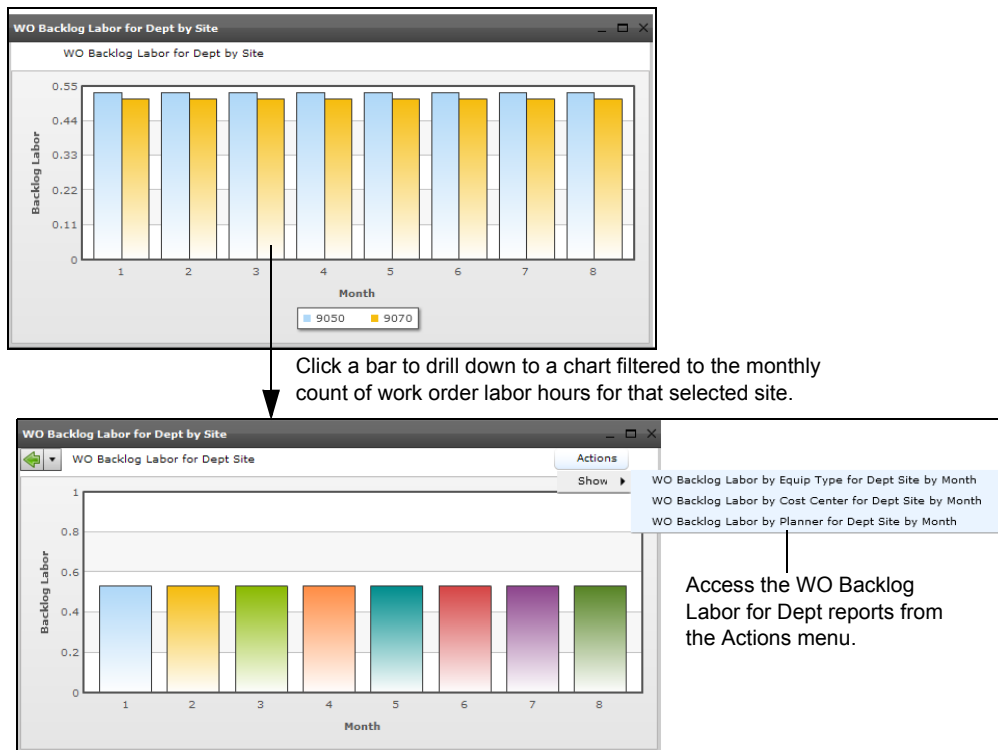 WO Backlog Labor for Dept by Site
WO Backlog Labor for Dept by Site
0.55
0.44
0.33
0.22
0.11
0
Backlog Labor
1 2 3 4 5 6 7 8
Month
9050 9070
Click a bar to drill down to a chart filtered to the monthly
count of work order labor hours for that selected site.
WO Backlog Labor for Dept by Site
WO Backlog Labor for Dept Site
Actions
Show
WO Backlog Labor by Equip Type for Dept Site by Month
WO Backlog Labor by Cost Center for Dept Site by Month
WO Backlog Labor by Planner for Dept Site by Month
Access the WO Backlog
Labor for Dept reports from
the Actions menu.
1
0.8
0.6
0.4
0.2
0
Backlog Labor
1 2 3 4 5 6 7 8
Month